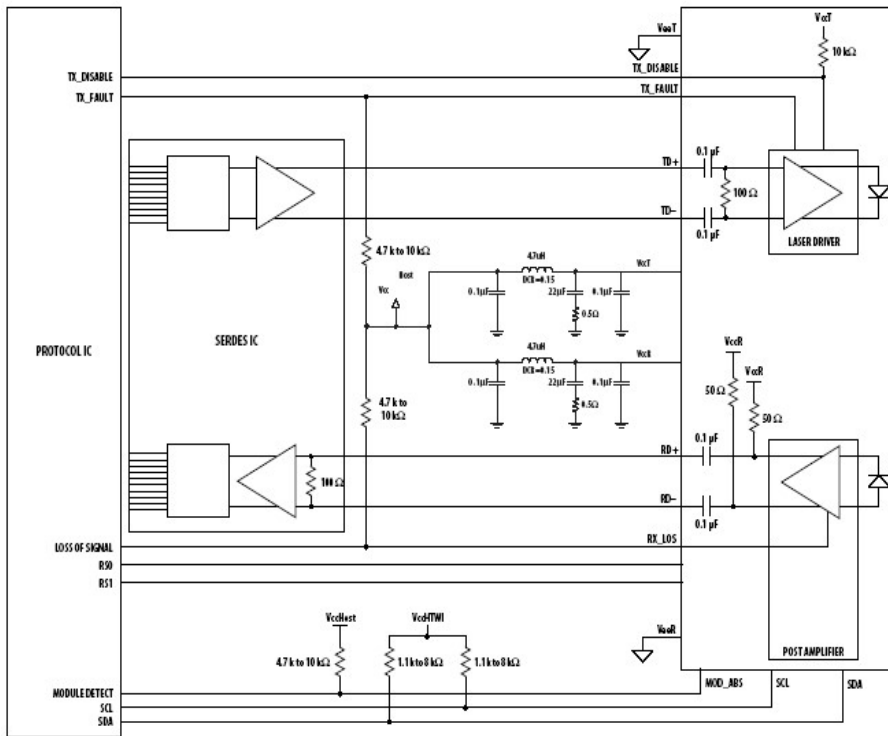 VeeT
VccT
10 kΩ
TX_DISABLE
TX_DISABLE
TX_FAULT
TX_FAULT
0.1 µF
TD+
100 Ω
TD–
0.1 µF
LASER DRIVER
4.7 k to 10 kΩ
Host
Vcc
4.7uH
DCR=0.15
VccT
0.1µF
22µF
0.1µF
0.5Ω
PROTOCOL IC
SERDES IC
4.7uH
DCR=0.15
VccR
0.1µF
22µF
0.1µF
0.5Ω
VccR
VccR
50 Ω
50 Ω
4.7 k to
10 kΩ
0.1 µF
RD+
100 Ω
RD–
0.1 µF
LOSS OF SIGNAL
RX_LOS
RS0
RS1
VccHost
VccHTWI
VeeR
4.7 k to 10 kΩ
1.1 k to 8 kΩ
1.1 k to 8 kΩ
POST AMPLIFIER
MODULE DETECT
MOD_ABS
SCL
SCL
SDA
SDA